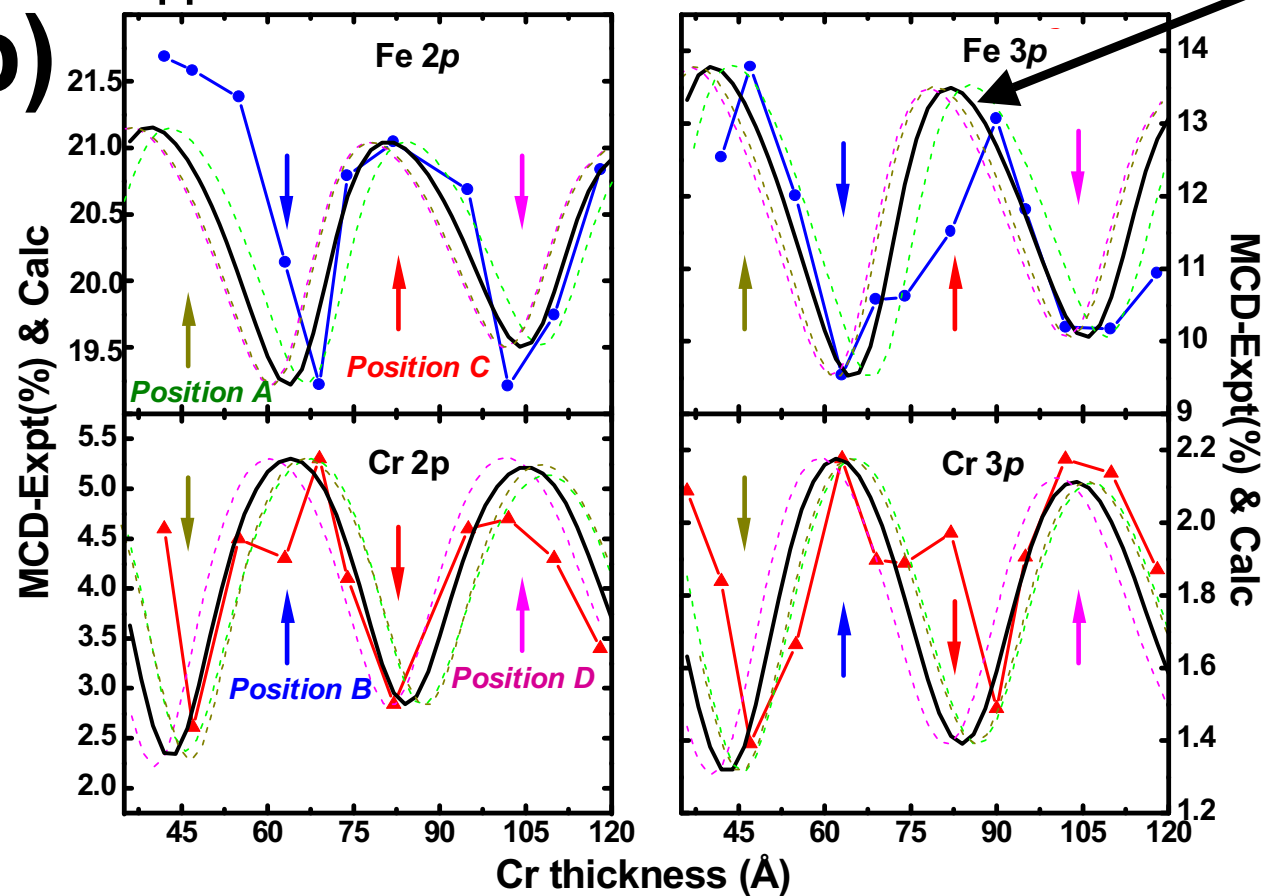 b)
Fe 2p
Fe 3p
21.5
21.0
20.5
20.0
19.5
14
13
12
11
10
9
Position A
Position C
Cr 2p
Cr 3p
5.5
5.0
4.5
4.0
3.5
3.0
2.5
2.0
2.2
2.0
1.8
1.6
1.4
1.2
Position B
Position D
MCD-Expt(%) & Calc
MCD-Expt(%) & Calc
45 60 75 90 105 120
45 60 75 90 105 120
Cr thickness (Å)